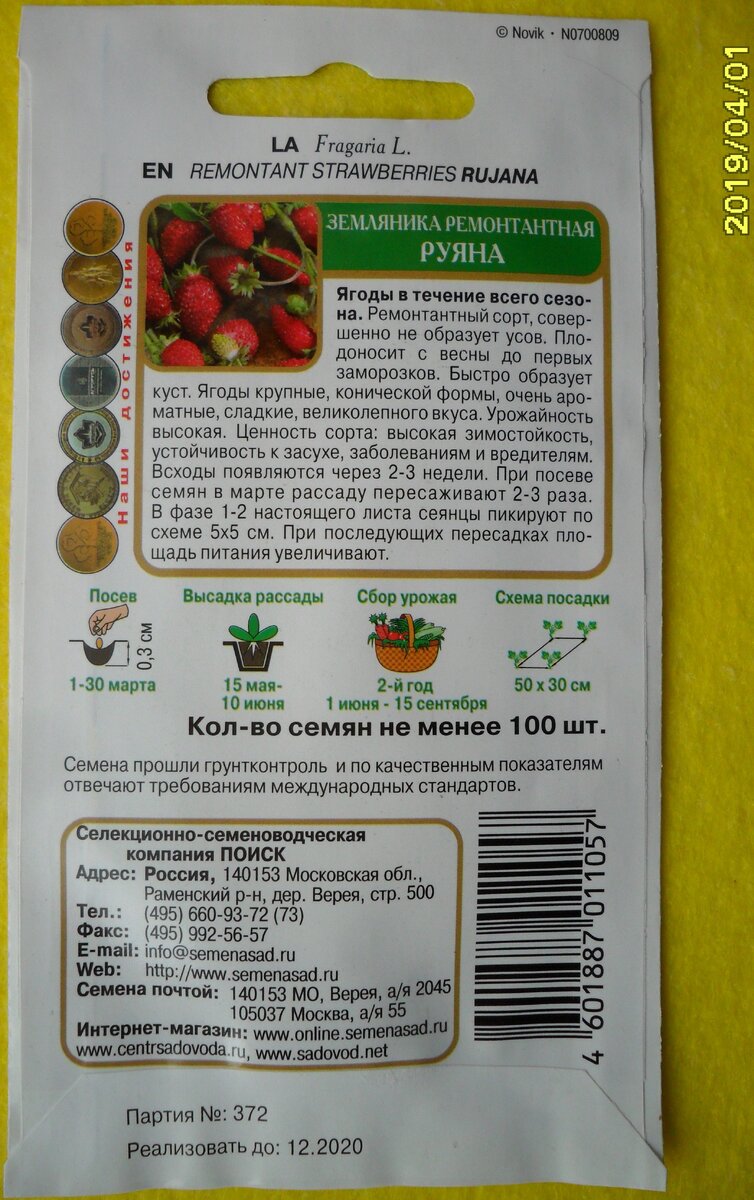 © Novik · N0700809
2019/04/01
LA Fragaria L.
EN REMONTANT STRAWBERRIES RUJANA
Наши достижения
ЗЕМЛЯНИКА РЕМОНТАНТНАЯ
РУЯНА
Ягоды в течение всего сезо-
на. Ремонтантный сорт, совер-
шенно не образует усов. Пло-
доносит с весны до первых
заморозков. Быстро образует
куст. Ягоды крупные, конической формы, очень аро-
матные, сладкие, великолепного вкуса. Урожайность
высокая. Ценность сорта: высокая зимостойкость,
устойчивость к засухе, заболеваниям и вредителям.
Всходы появляются через 2-3 недели. При посеве
семян в марте рассаду пересаживают 2-3 раза.
В фазе 1-2 настоящего листа сеянцы пикируют по
схеме 5х5 см. При последующих пересадках пло-
щадь питания увеличивают.
Посев
0,3 см
1-30 марта
Высадка рассады
15 мая-
10 июня
Сбор урожая
2-й год
1 июня - 15 сентября
Схема посадки
50 х 30 см
Кол-во семян не менее 100 шт.
Семена прошли грунтконтроль и по качественным показателям
отвечают требованиям международных стандартов.
Селекционно-семеноводческая
компания ПОИСК
Адрес: Россия, 140153 Московская обл.,
Раменский р-н, дер. Верея, стр. 500
Тел.: (495) 660-93-72 (73)
Факс: (495) 992-56-57
E-mail: info@semenasad.ru
Web: http://www.semenasad.ru
Семена почтой: 140153 МО, Верея, а/я 2045
105037 Москва, а/я 55
Интернет-магазин: www.online.semenasad.ru
www.centrsadovoda.ru, www.sadovod.net
4 601887 011057
Партия №: 372
Реализовать до: 12.2020